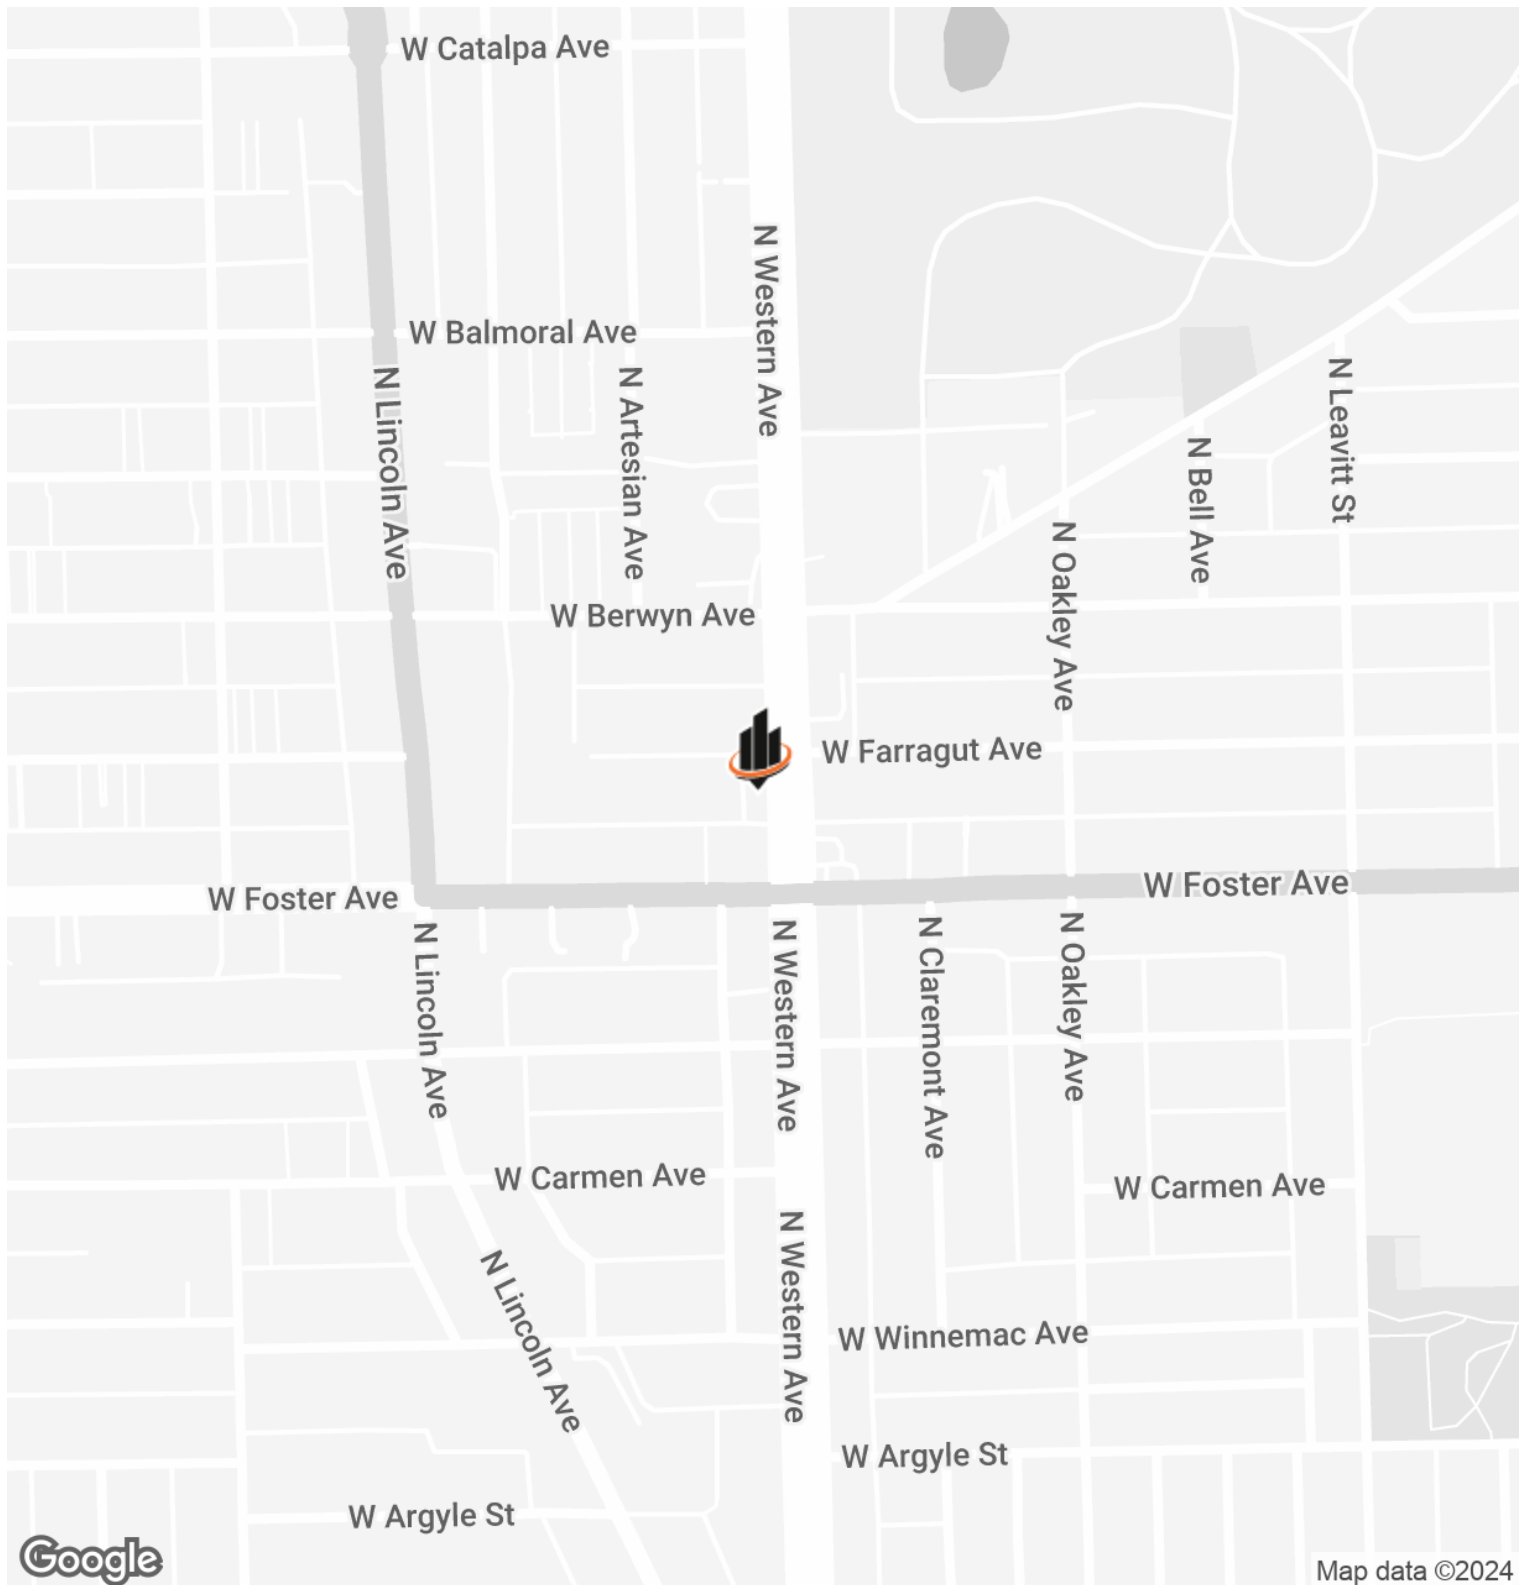 W Catalpa Ave
N Western Ave
W Balmoral Ave
N Lincoln Ave
N Artesian Ave
N Leavitt St
N Bell Ave
N Oakley Ave
W Berwyn Ave
W Farragut Ave
W Foster Ave
W Foster Ave
N Lincoln Ave
N Western Ave
N Claremont Ave
N Oakley Ave
W Carmen Ave
W Carmen Ave
N Lincoln Ave
N Western Ave
W Winnemac Ave
W Argyle St
W Argyle St
Google
Map data ©2024